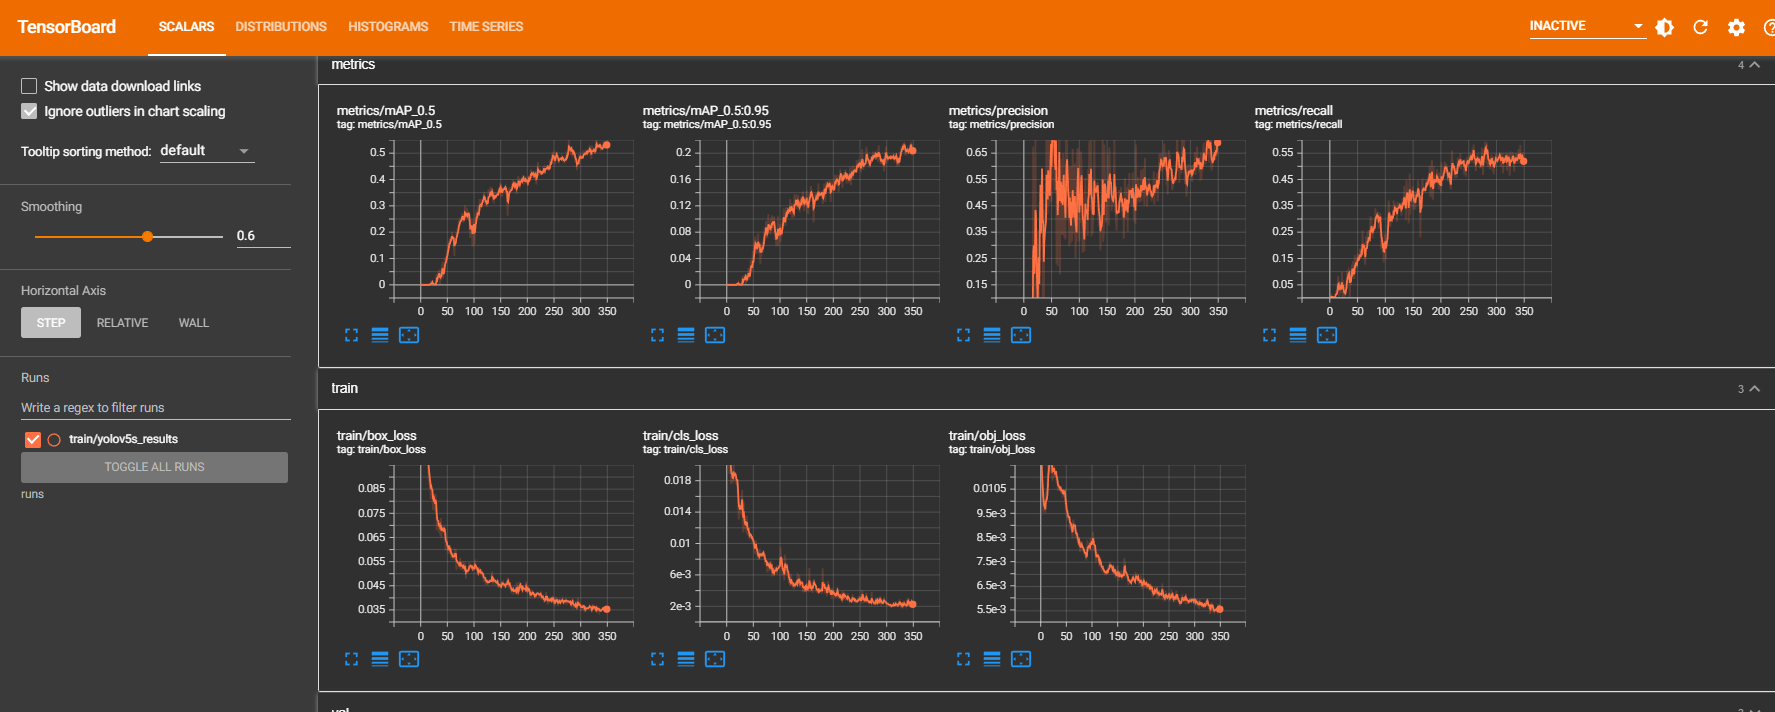 TensorBoard
SCALARS
DISTRIBUTIONS
HISTOGRAMS
TIME SERIES
INACTIVE
Show data download links
Ignore outliers in chart scaling
Tooltip sorting method: default
Smoothing
0.6
Horizontal Axis
STEP
RELATIVE
WALL
Runs
Write a regex to filter runs
train/yolov5s_results
TOGGLE ALL RUNS
runs
metrics
4
metrics/mAP_0.5
tag: metrics/mAP_0.5
0.5
0.4
0.3
0.2
0.1
0
0 50 100 150 200 250 300 350
metrics/mAP_0.5:0.95
tag: metrics/mAP_0.5:0.95
0.2
0.16
0.12
0.08
0.04
0
0 50 100 150 200 250 300 350
metrics/precision
tag: metrics/precision
0.65
0.55
0.45
0.35
0.25
0.15
0 50 100 150 200 250 300 350
metrics/recall
tag: metrics/recall
0.55
0.45
0.35
0.25
0.15
0.05
0 50 100 150 200 250 300 350
train
3
train/box_loss
tag: train/box_loss
0.085
0.075
0.065
0.055
0.045
0.035
0 50 100 150 200 250 300 350
train/cls_loss
tag: train/cls_loss
0.018
0.014
0.01
6e-3
2e-3
0 50 100 150 200 250 300 350
train/obj_loss
tag: train/obj_loss
0.0105
9.5e-3
8.5e-3
7.5e-3
6.5e-3
5.5e-3
0 50 100 150 200 250 300 350